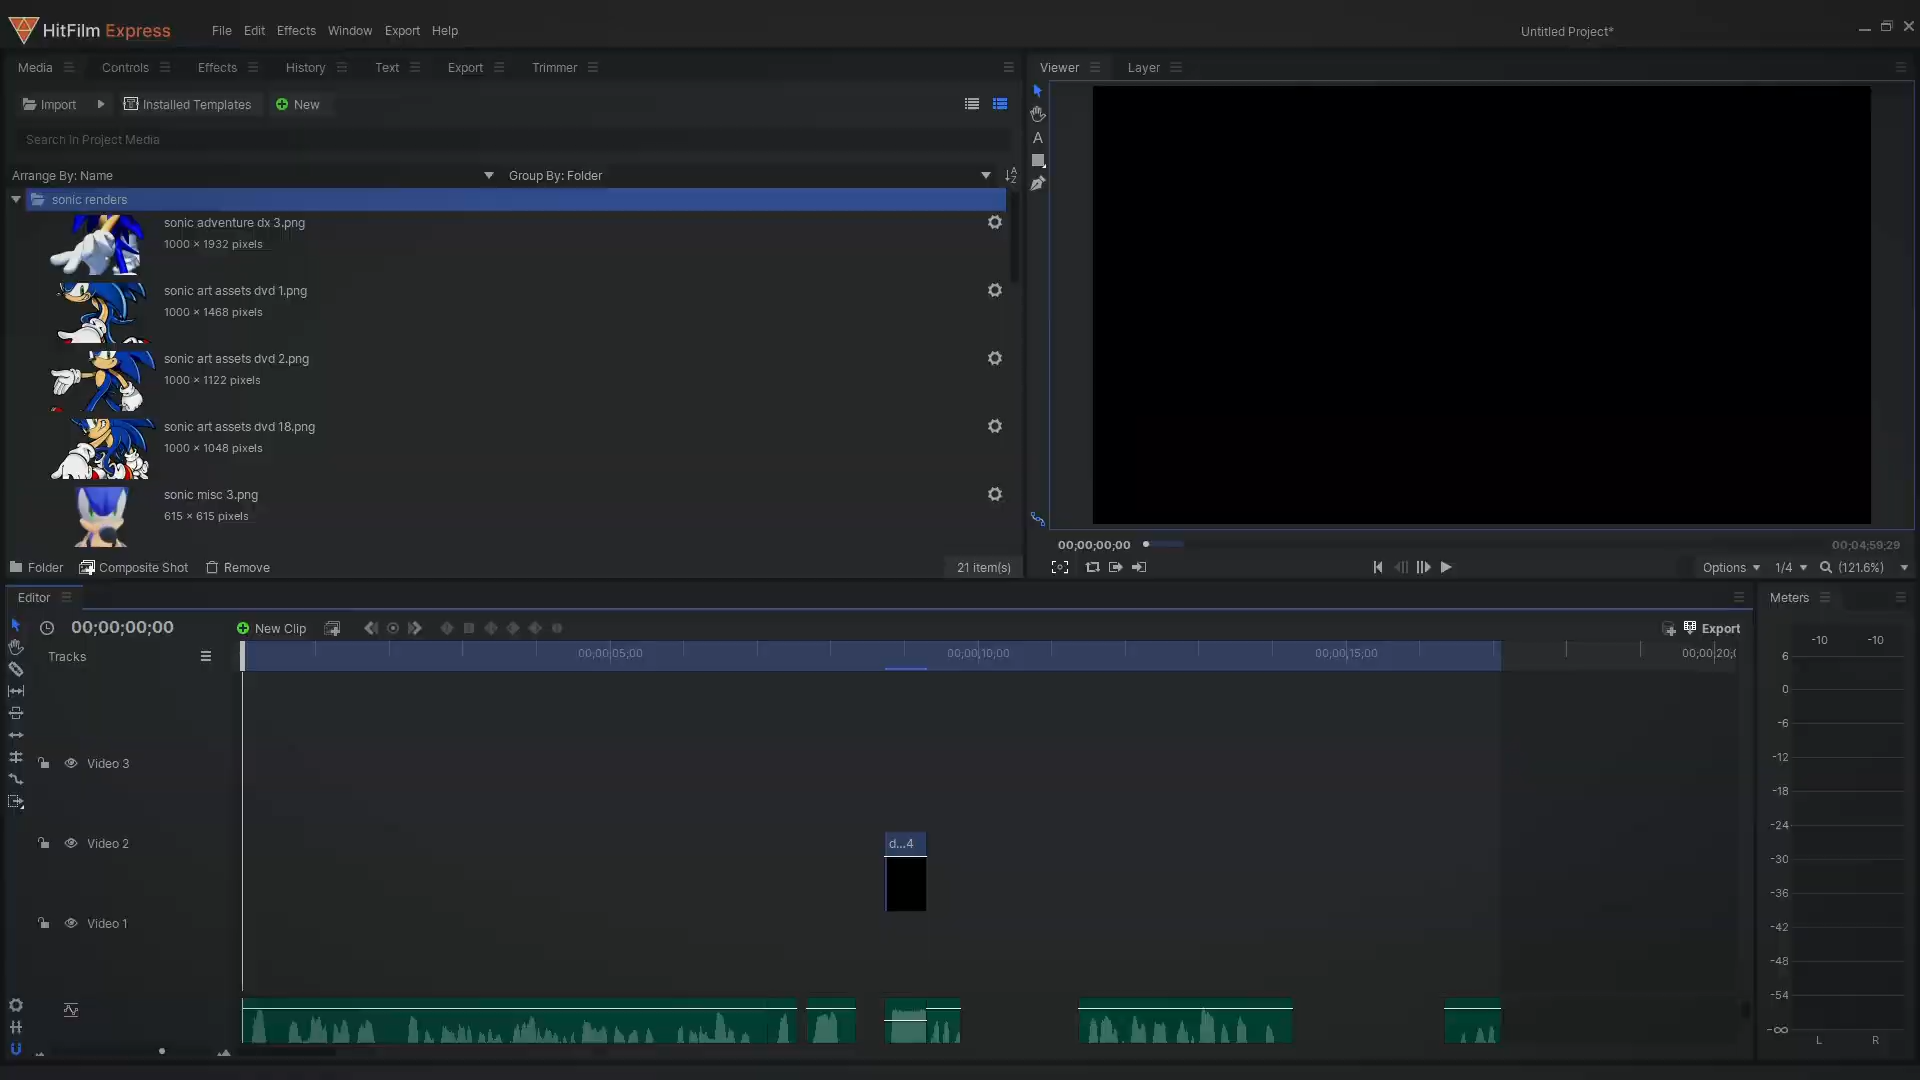 HitFilm Express File Edit Effects Window Export Help Untitled Project*
Media Controls Effects History Text Export Trimmer
Viewer Layer
Import Installed Templates New
Search In Project Media
Arrange By: Name Group By: Folder
sonic renders
sonic adventure dx 3.png
1000 × 1932 pixels
sonic art assets dvd 1.png
1000 × 1468 pixels
sonic art assets dvd 2.png
1000 × 1122 pixels
sonic art assets dvd 18.png
1000 × 1048 pixels
sonic misc 3.png
615 × 615 pixels
Folder Composite Shot Remove 21 item(s)
A
00;00;00;00 00;04;59;29
Options 1/4 (121.6%)
Editor
00;00;00;00 New Clip Export
Tracks 00;00;05;00 00;00;10;00 00;00;15;00 00;00;20;0
Video 3
Video 2
d...4
Video 1
Meters
-10 -10
6
0
-6
-12
-18
-24
-30
-36
-42
-48
-54
-∞
L R